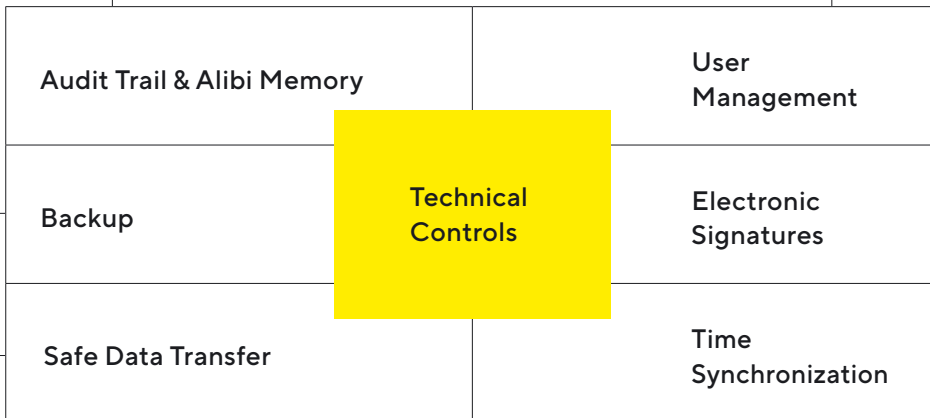 Audit Trail & Alibi Memory
User
Management
Technical
Controls
Backup
Electronic
Signatures
Safe Data Transfer
Time
Synchronization